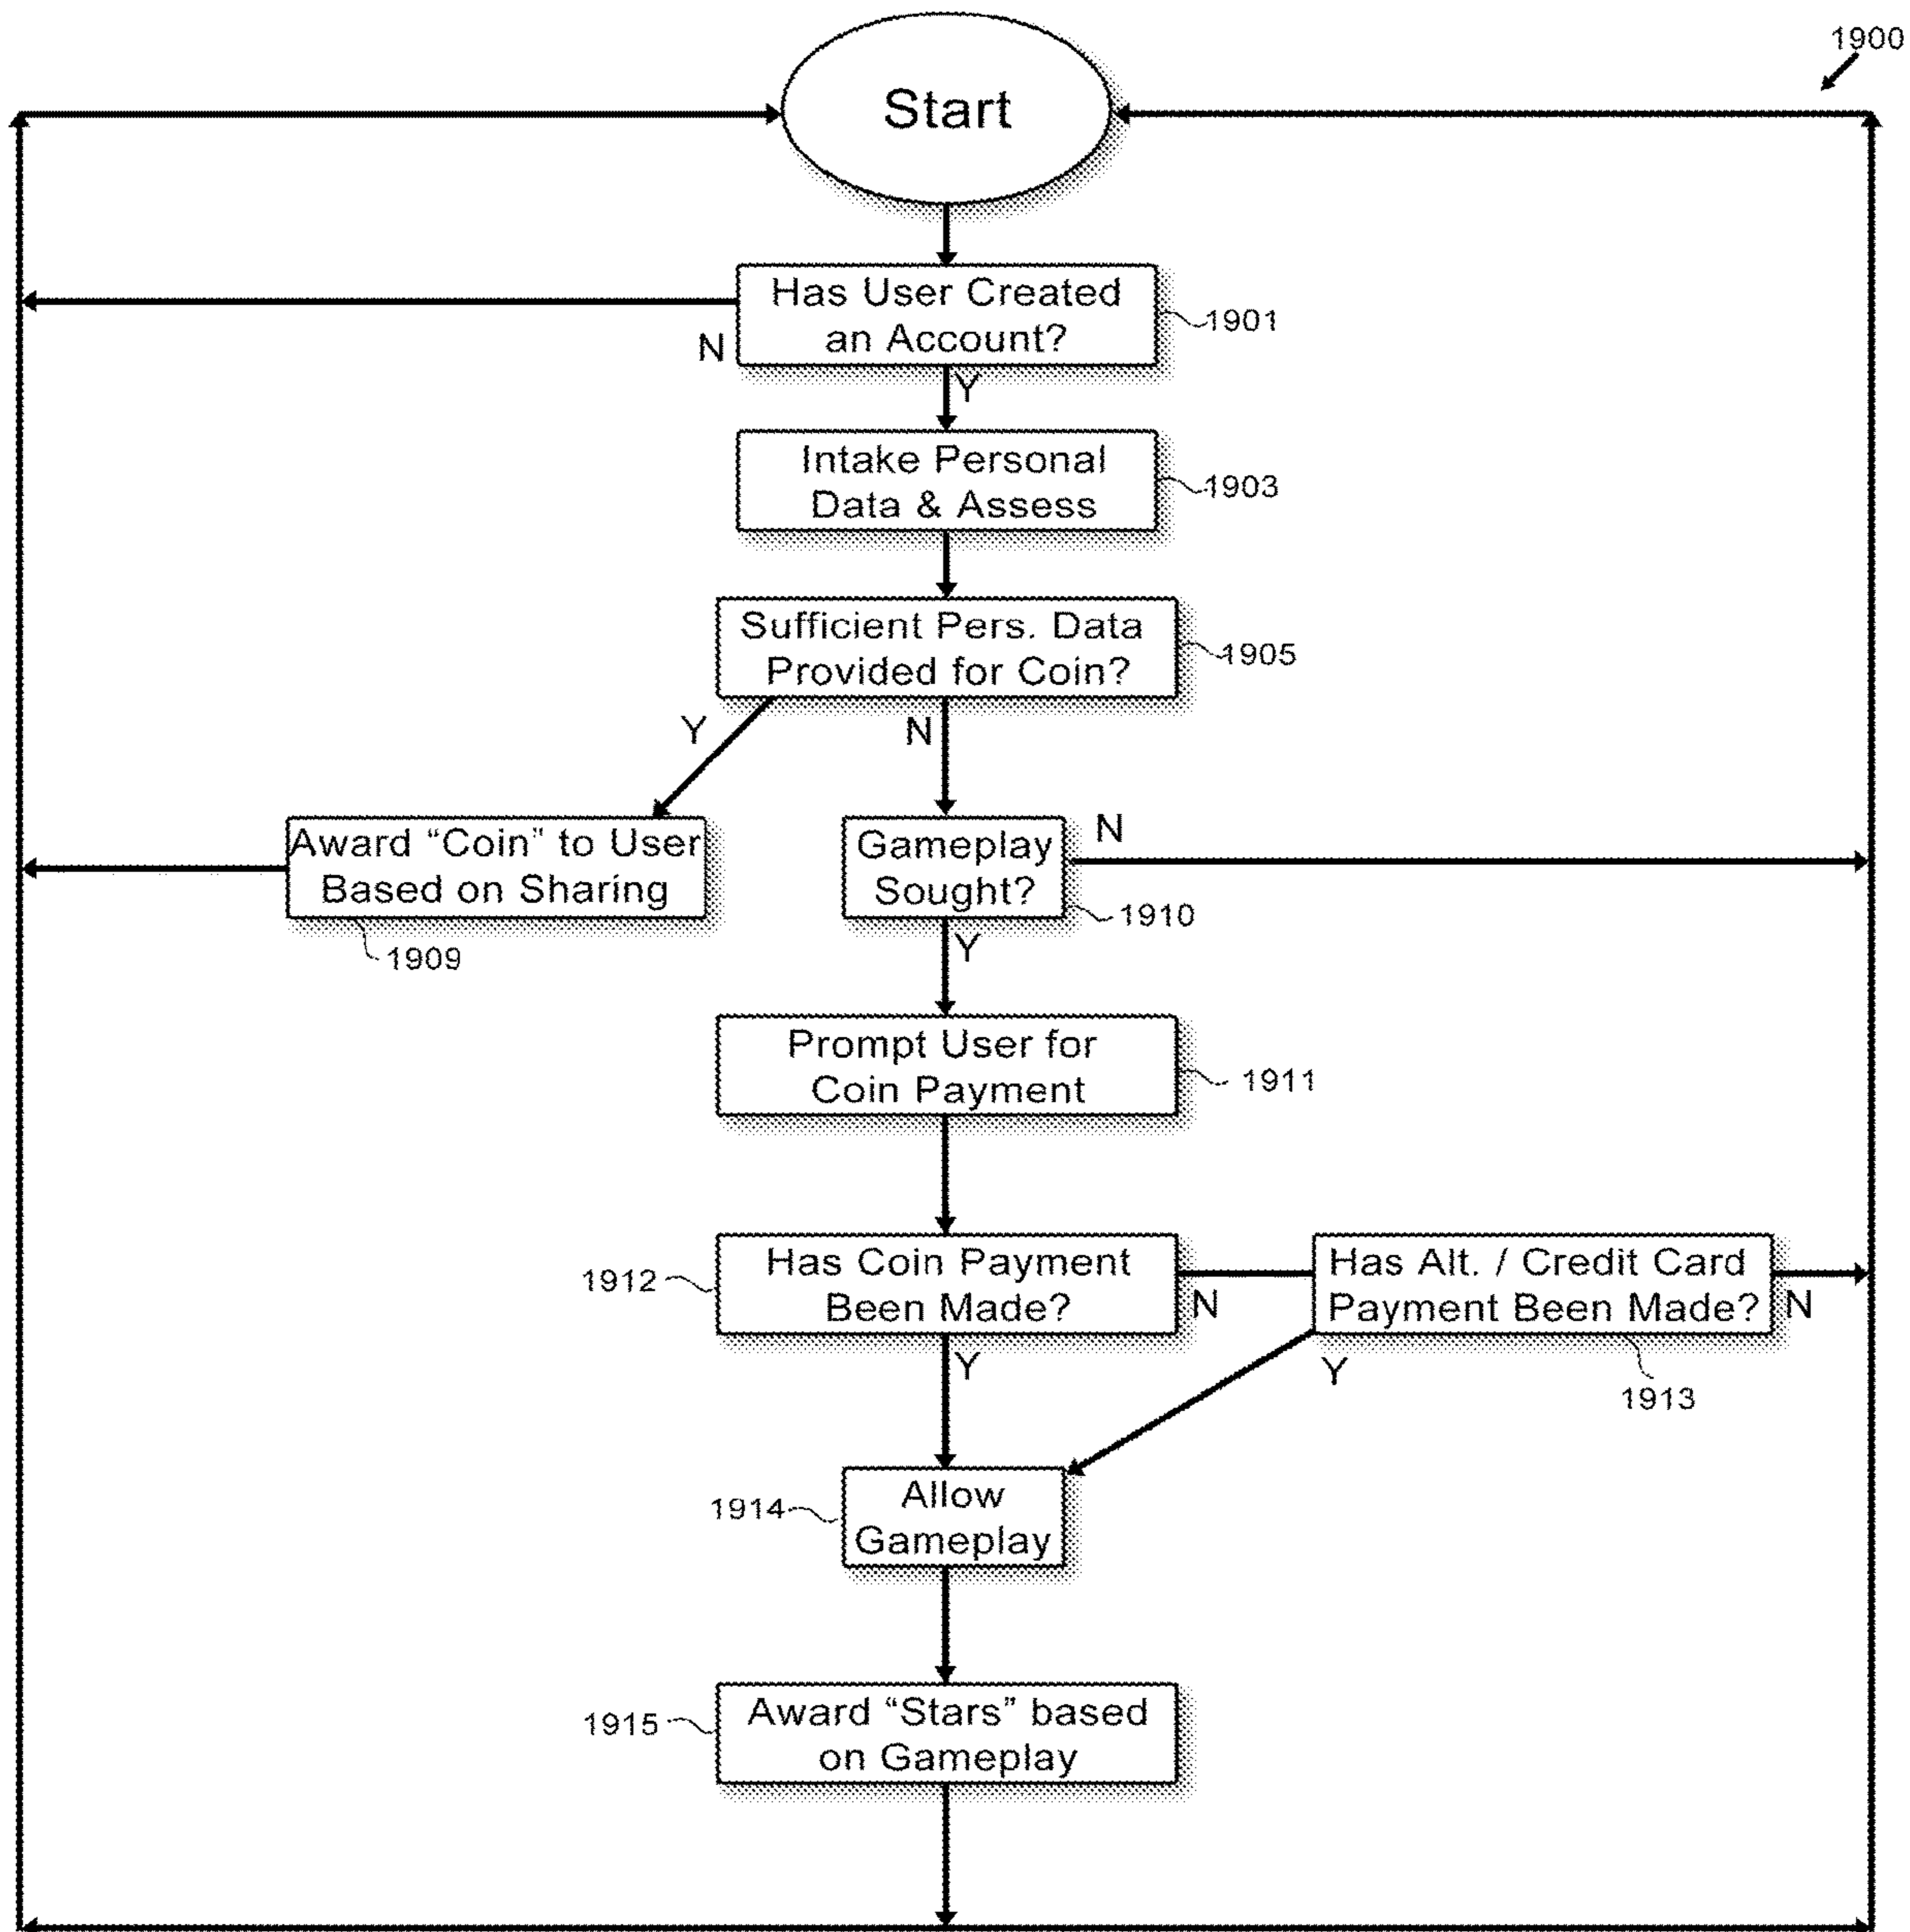 1900
Start
Has User Created
an Account?
1901
N
Y
Intake Personal
Data & Assess
1903
Sufficient Pers. Data
Provided for Coin?
1905
Y
N
Award “Coin” to User
Based on Sharing
1909
Gameplay
Sought?
N
1910
Y
Prompt User for
Coin Payment
1911
1912
Has Coin Payment
Been Made?
N
Y
Has Alt. / Credit Card
Payment Been Made?
N
Y
1913
1914
Allow
Gameplay
1915
Award “Stars” based
on Gameplay